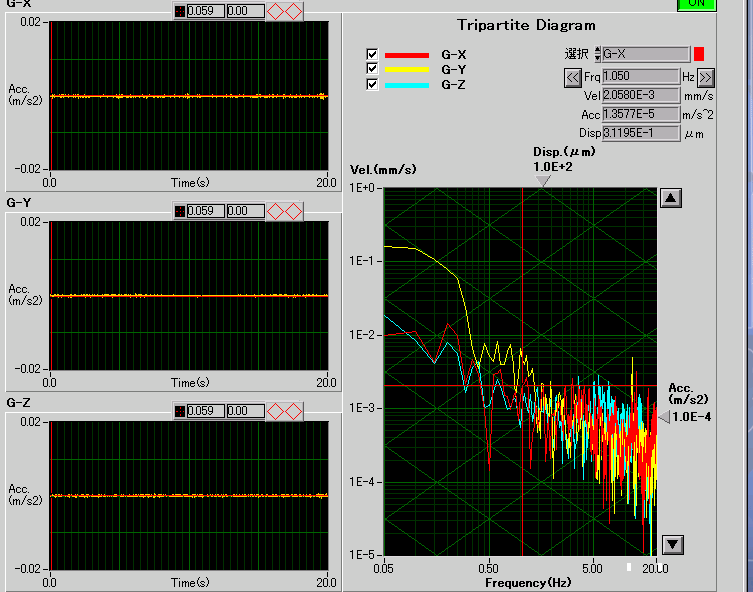 G-X
0.059 0.00
0.02
Acc.
(m/s2)
-0.02
0.0 Time(s) 20.0
G-Y
0.059 0.00
0.02
Acc.
(m/s2)
-0.02
0.0 Time(s) 20.0
G-Z
0.059 0.00
0.02
Acc.
(m/s2)
-0.02
0.0 Time(s) 20.0
ON
Tripartite Diagram
G-X
G-Y
G-Z
選択 G-X
<< Frq 1.050 Hz >>
Vel 2.0580E-3 mm/s
Acc 1.3577E-5 m/s^2
Disp 3.1195E-1 μm
Disp.(μm)
1.0E+2
Vel.(mm/s)
1E+0
1E-1
1E-2
1E-3
1E-4
1E-5
Acc.
(m/s2)
1.0E-4
0.05 0.50 5.00 20.00
Frequency(Hz)